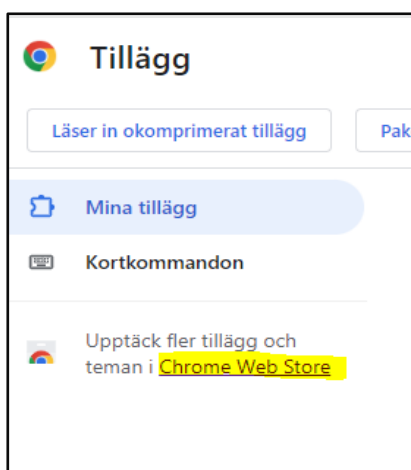 Tillägg
Läser in okomprimerat tillägg
Pak
Mina tillägg
Kortkommandon
Upptäck fler tillägg och
teman i Chrome Web Store